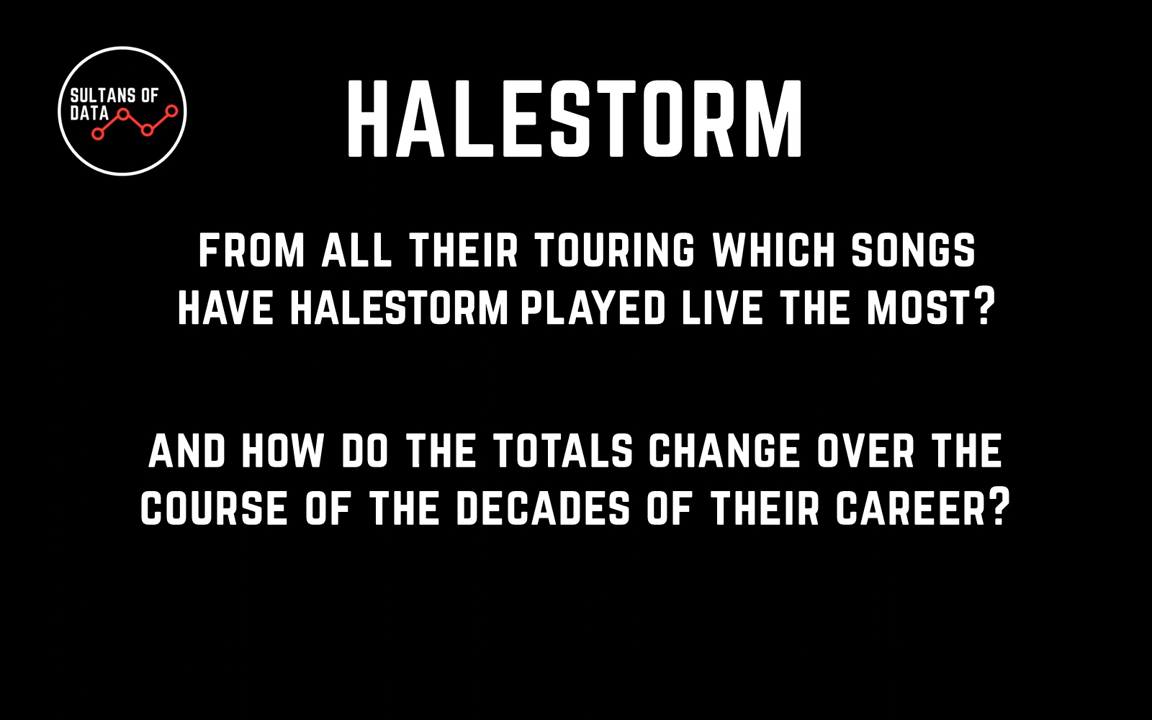 SULTANS OF
DATA
HALESTORM
FROM ALL THEIR TOURING WHICH SONGS
HAVE HALESTORM PLAYED LIVE THE MOST?
AND HOW DO THE TOTALS CHANGE OVER THE
COURSE OF THE DECADES OF THEIR CAREER?